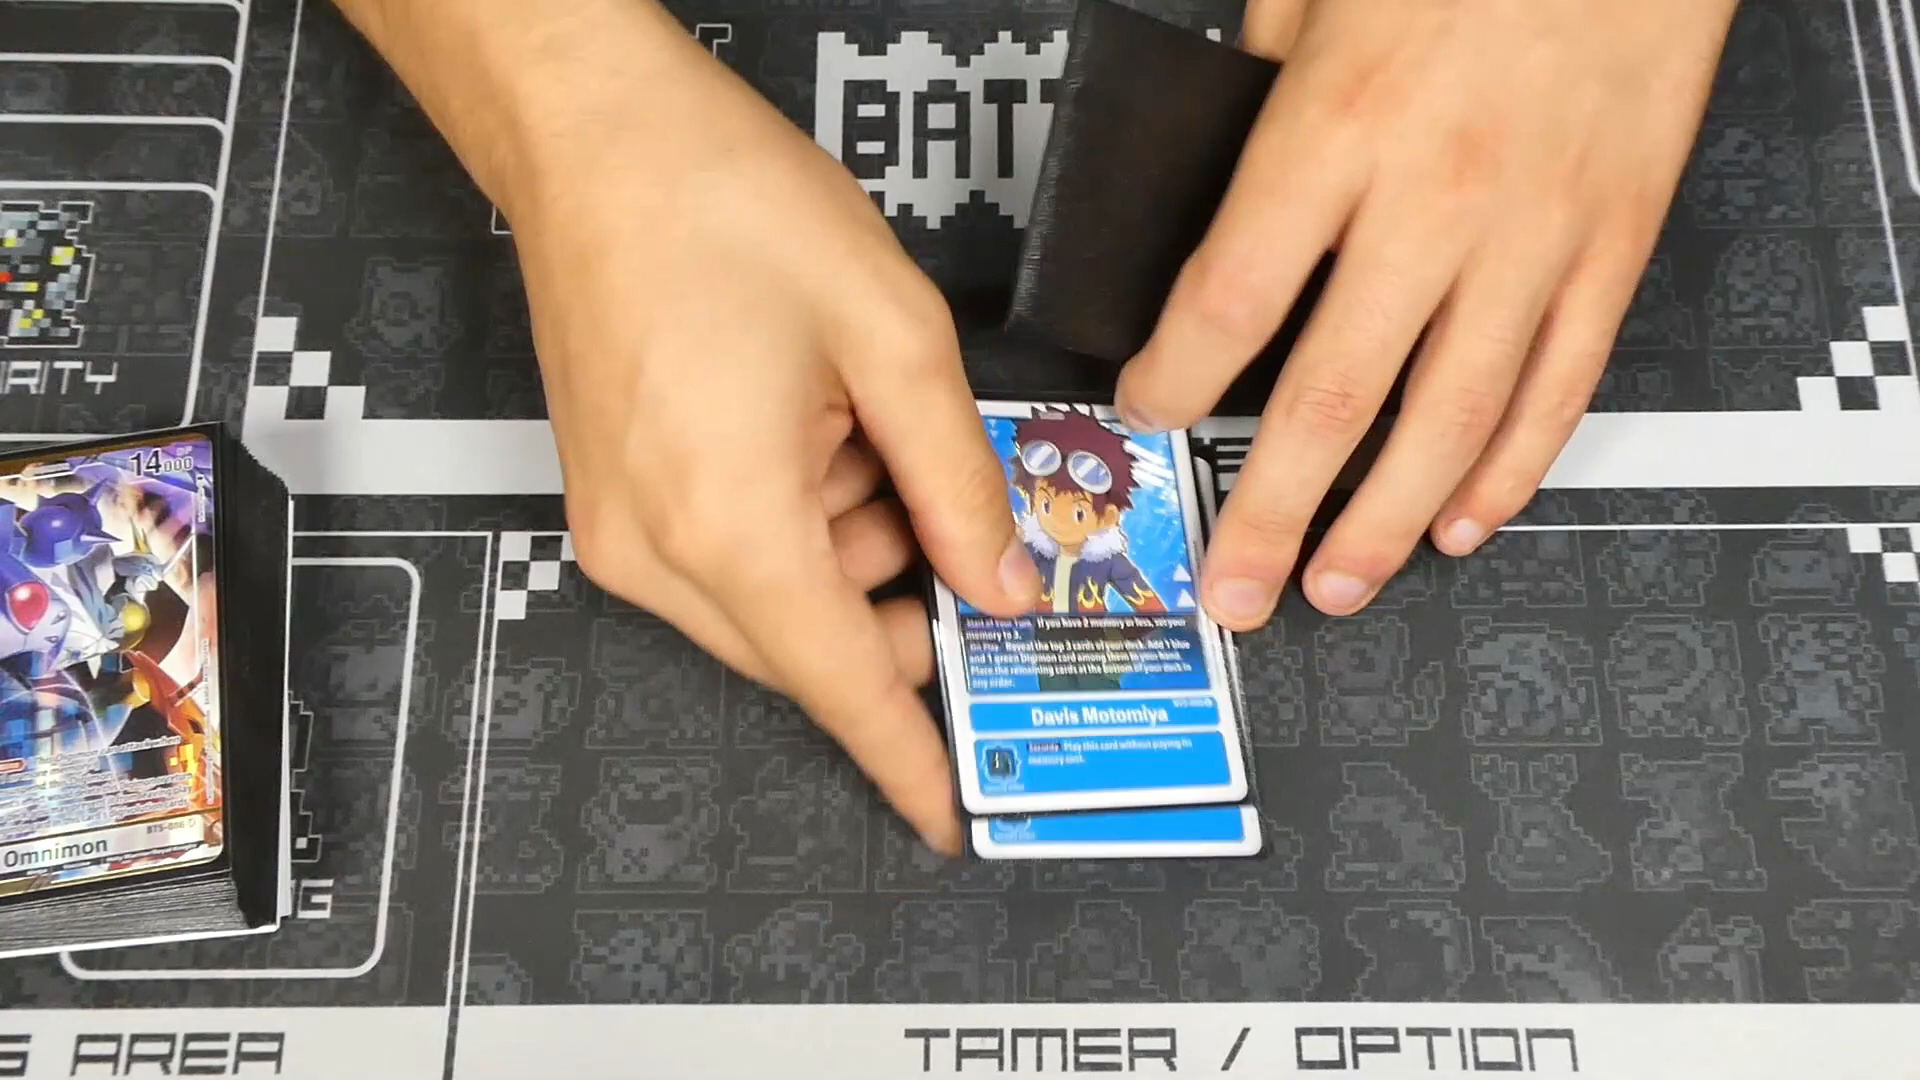 BATT
RITY
14000
BT5-086
Omnimon
Start of Your Turn If you have 2 memory or less, set your
memory to 3.
On Play Reveal the top 3 cards of your deck. Add 1 blue
and 1 green Digimon card among them to your hand.
Place the remaining cards at the bottom of your deck in
any order.
Davis Motomiya
Security Play this card without paying its
memory cost.
G
G AREA
TAMER / OPTION